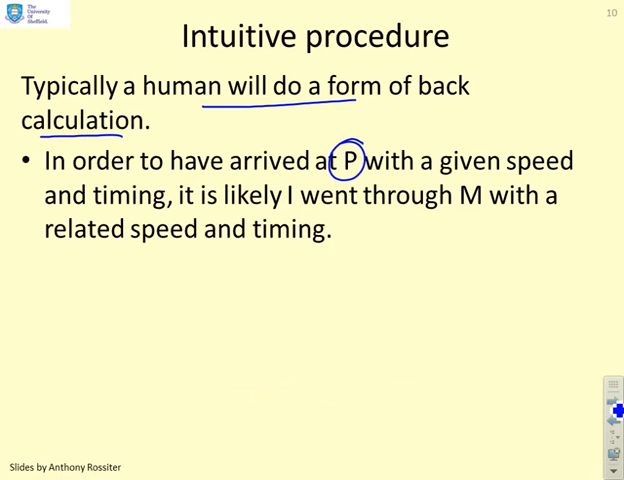 The
University
Of
Sheffield.
10
Intuitive procedure
Typically a human will do a form of back
calculation.
• In order to have arrived at P with a given speed
and timing, it is likely I went through M with a
related speed and timing.
Slides by Anthony Rossiter